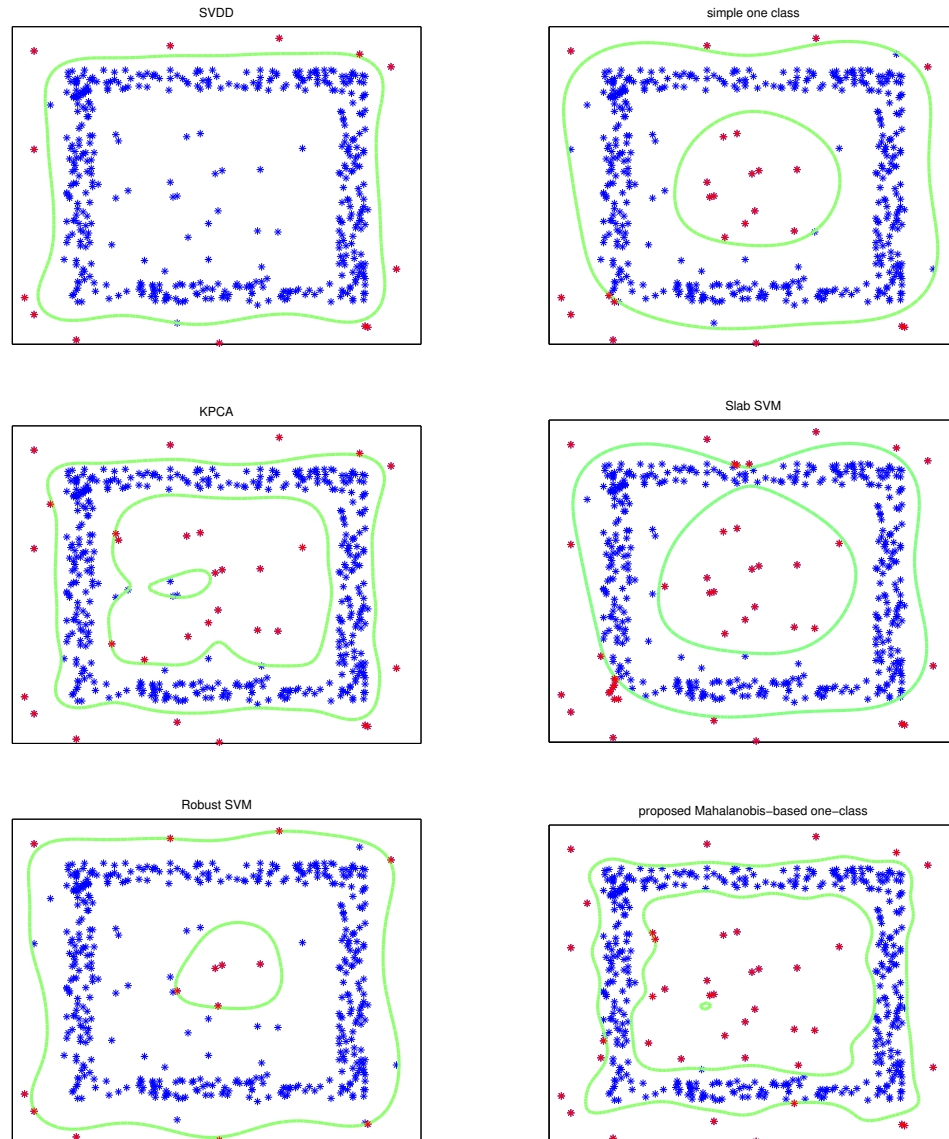 SVDD
simple one class
KPCA
Slab SVM
Robust SVM
proposed Mahalanobis−based one−class